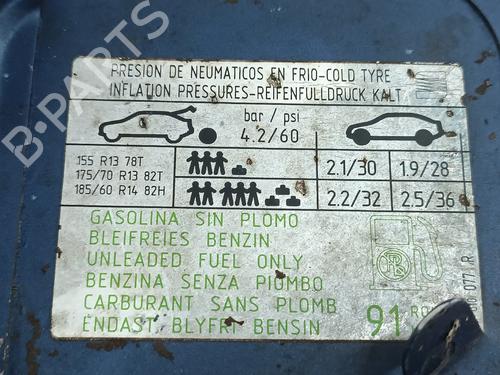 B-PARTS
PRESION DE NEUMATICOS EN FRIO-COLD TYRE
INFLATION PRESSURES-REIFENFULLDRUCK KALT
bar / psi
4.2/60
155 R13 78T
175/70 R13 82T
185/60 R14 82H
2.1/30 1.9/28
2.2/32 2.5/36
GASOLINA SIN PLOMO
BLEIFREIES BENZIN
UNLEADED FUEL ONLY
BENZINA SENZA PIOMBO
CARBURANT SANS PLOMB
ENDAST BLYFRI BENSIN
91